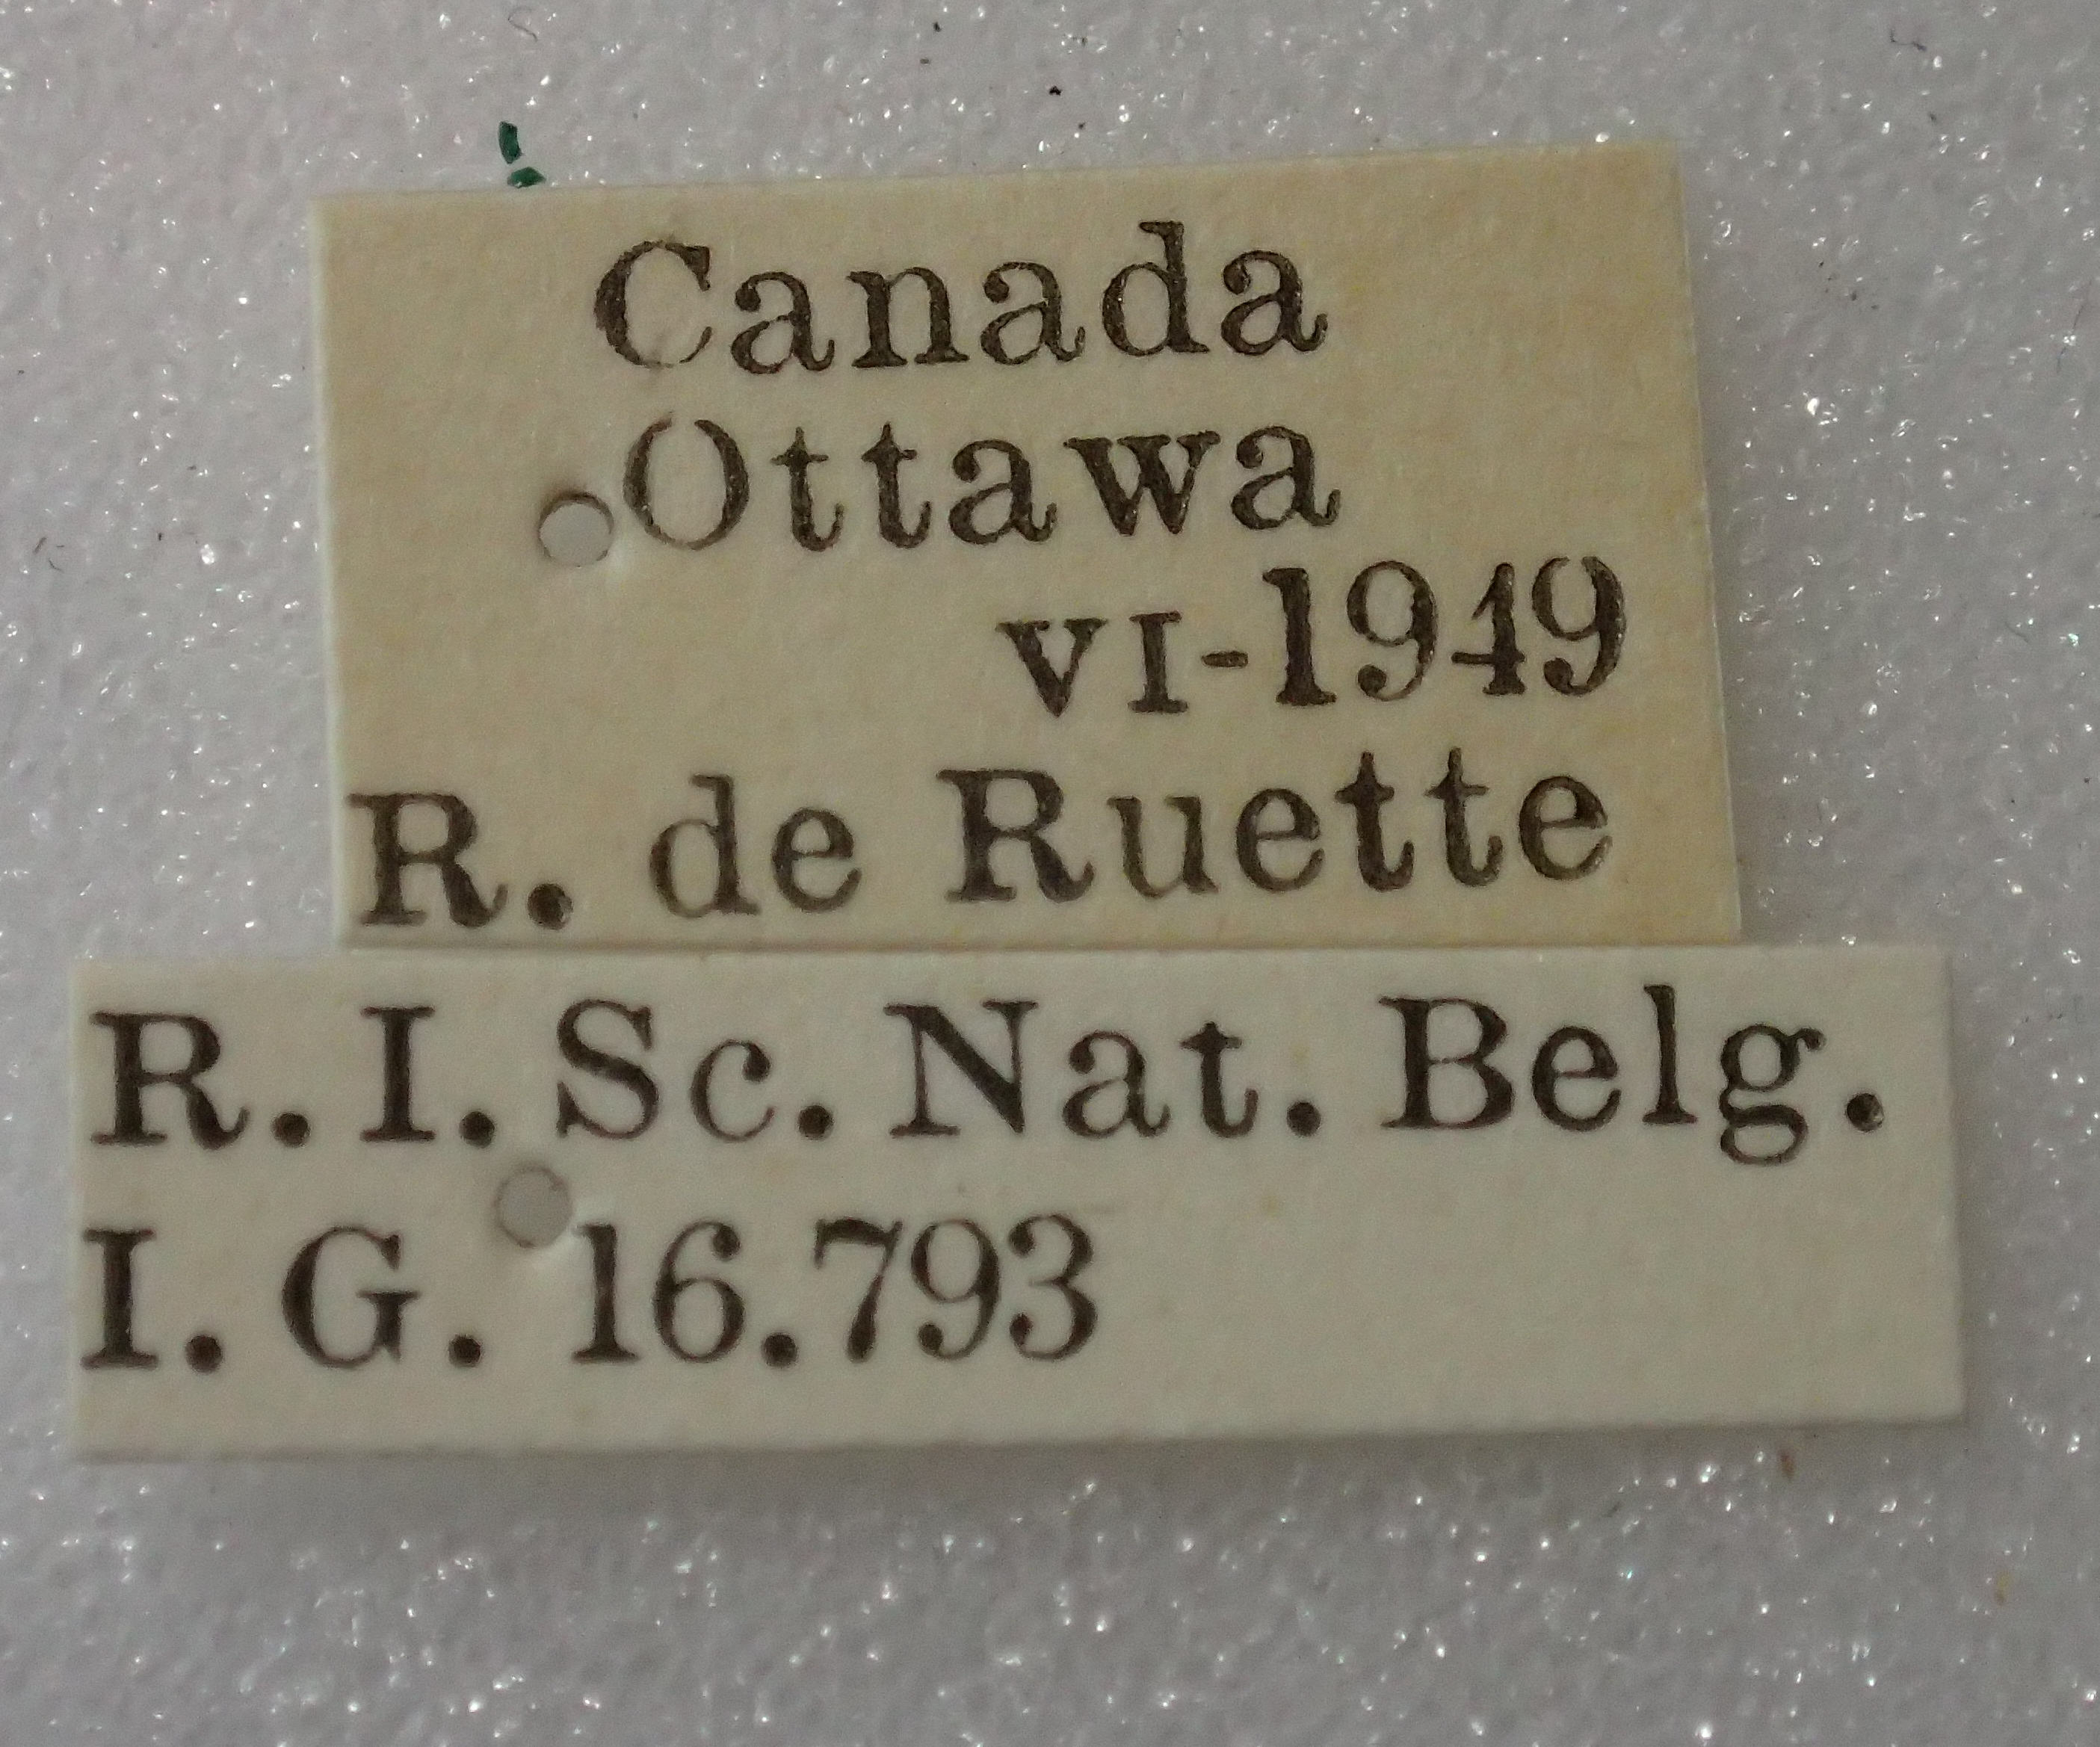 Canada
Ottawa
VI-1949
R. de Ruette
R. I. Sc. Nat. Belg.
I. G. 16.793